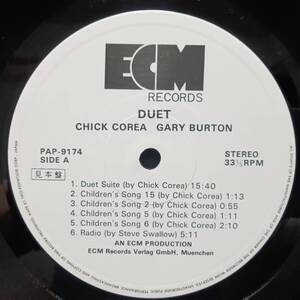 ECM
RECORDS
DUET
CHICK COREA GARY BURTON
PAP-9174
SIDE A
STEREO
33⅓RPM
見本盤
1. Duet Suite (by Chick Corea) 15:40
2. Children's Song 15 (by Chick Corea) 1:13
3. Children's Song 2 (by Chick Corea) 0:55
4. Children's Song 5 (by Chick Corea) 1:11
5. Children's Song 6 (by Chick Corea) 2:10
6. Radio (by Steve Swallow) 5:11
AN ECM PRODUCTION
ECM Records Verlag GmbH, Muenchen